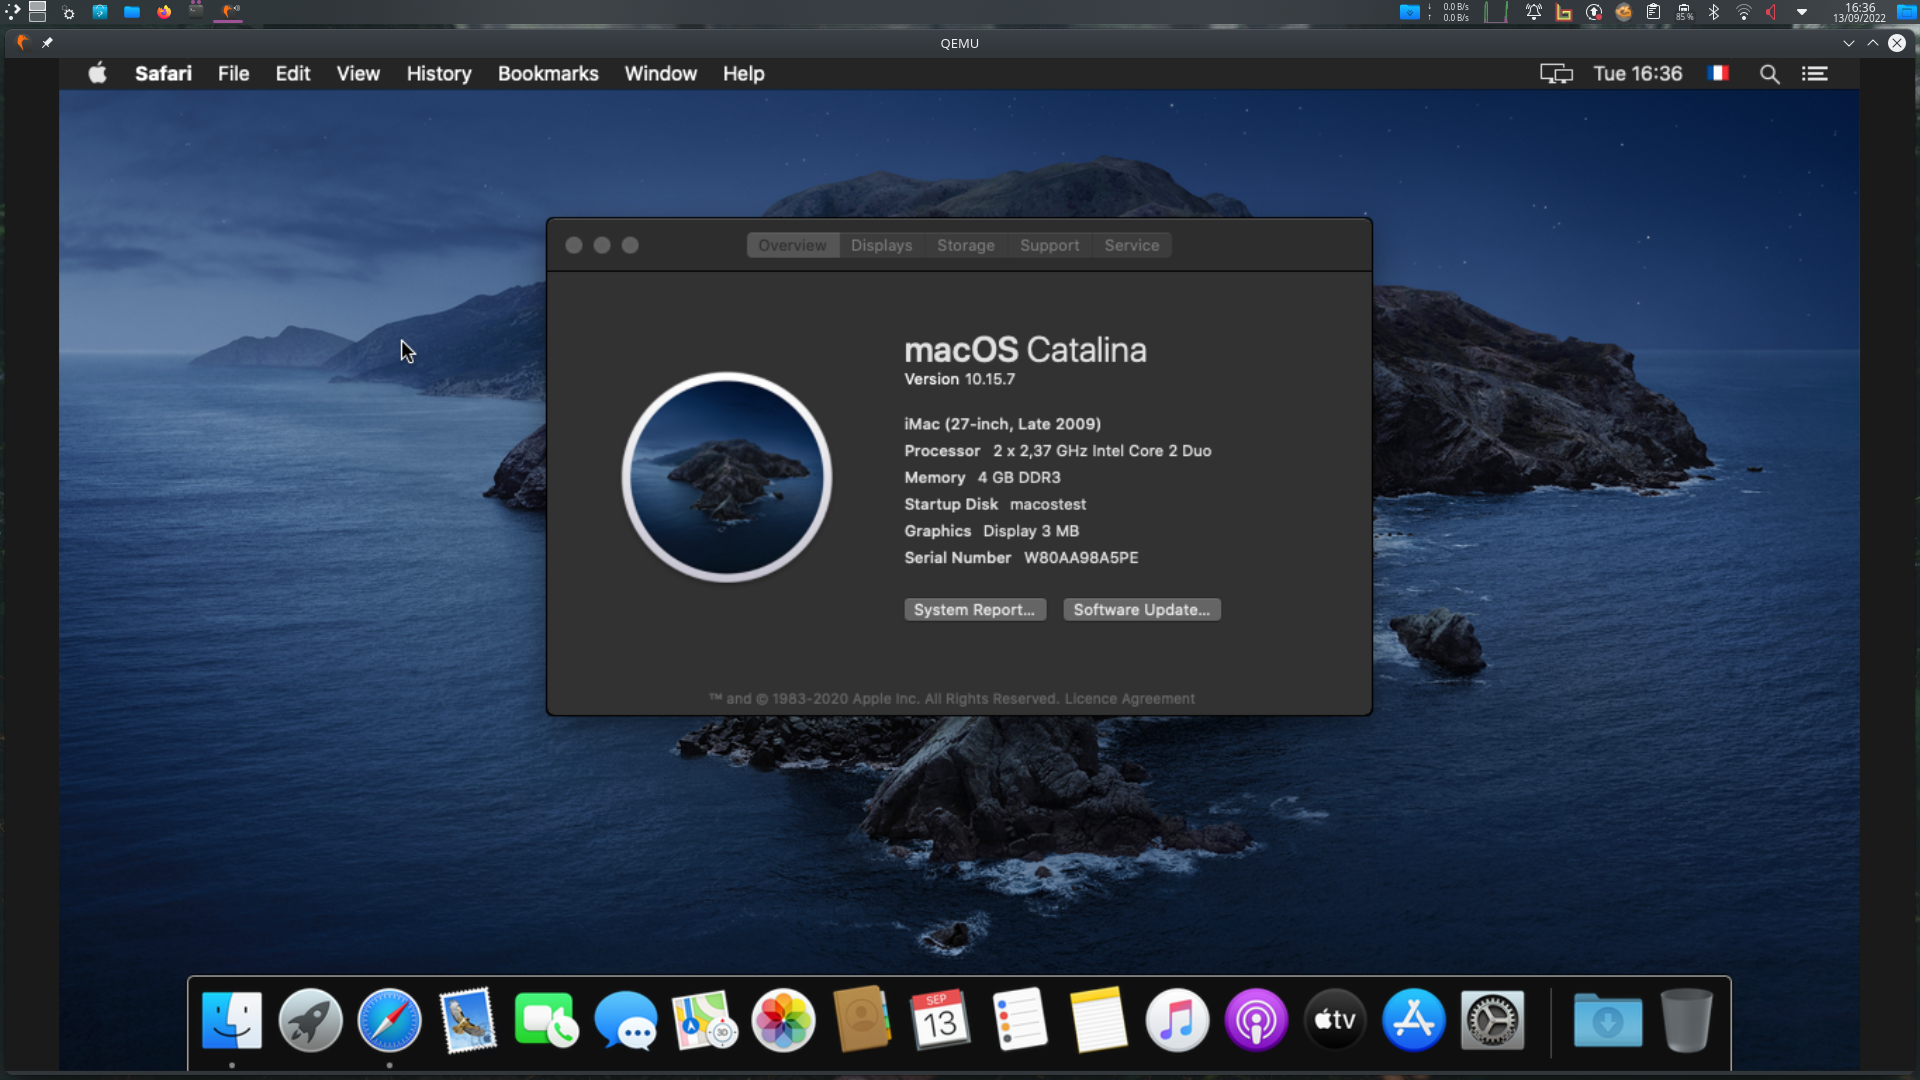 0.0 B/s
0.0 B/s
85 %
16:36
13/09/2022
QEMU
Safari File Edit View History Bookmarks Window Help
Tue 16:36
Overview Displays Storage Support Service
macOS Catalina
Version 10.15.7
iMac (27-inch, Late 2009)
Processor 2 x 2,37 GHz Intel Core 2 Duo
Memory 4 GB DDR3
Startup Disk macostest
Graphics Display 3 MB
Serial Number W80AA98A5PE
System Report... Software Update...
™ and © 1983-2020 Apple Inc. All Rights Reserved. Licence Agreement
3D
SEP
13
tv